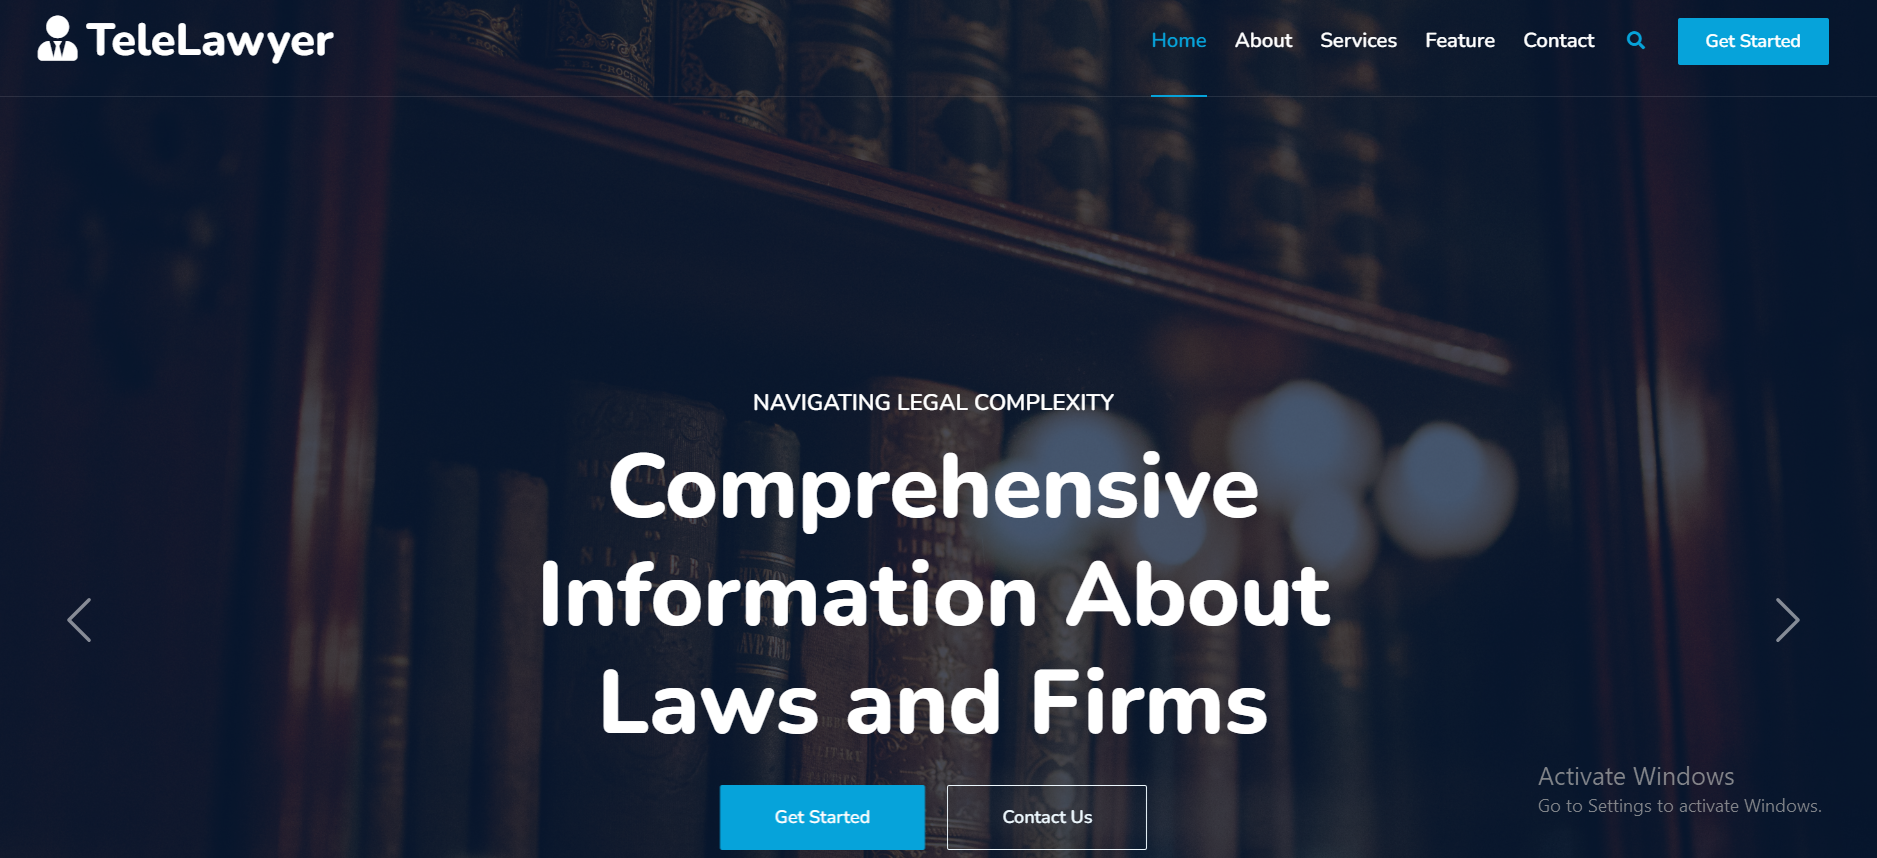 TeleLawyer
Home About Services Feature Contact Get Started
NAVIGATING LEGAL COMPLEXITY
Comprehensive
Information About
Laws and Firms
Get Started Contact Us
Activate Windows
Go to Settings to activate Windows.